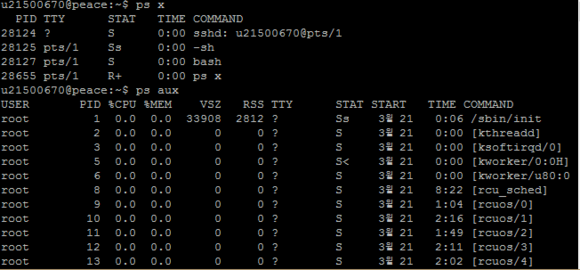 u21500670@peace:~$ ps x
  PID TTY      STAT   TIME COMMAND
28124 ?        S      0:00 sshd: u21500670@pts/1
28125 pts/1    Ss     0:00 -sh
28127 pts/1    S      0:00 bash
28655 pts/1    R+     0:00 ps x
u21500670@peace:~$ ps aux
USER       PID %CPU %MEM    VSZ   RSS TTY      STAT START   TIME COMMAND
root         1  0.0  0.0  33908  2812 ?        Ss   3월 21   0:06 /sbin/init
root         2  0.0  0.0      0     0 ?        S    3월 21   0:00 [kthreadd]
root         3  0.0  0.0      0     0 ?        S    3월 21   0:00 [ksoftirqd/0]
root         5  0.0  0.0      0     0 ?        S<   3월 21   0:00 [kworker/0:0H]
root         6  0.0  0.0      0     0 ?        S    3월 21   0:00 [kworker/u80:0
root         8  0.0  0.0      0     0 ?        S    3월 21   8:22 [rcu_sched]
root         9  0.0  0.0      0     0 ?        S    3월 21   1:04 [rcuos/0]
root        10  0.0  0.0      0     0 ?        S    3월 21   2:16 [rcuos/1]
root        11  0.0  0.0      0     0 ?        S    3월 21   1:49 [rcuos/2]
root        12  0.0  0.0      0     0 ?        S    3월 21   2:11 [rcuos/3]
root        13  0.0  0.0      0     0 ?        S    3월 21   2:02 [rcuos/4]